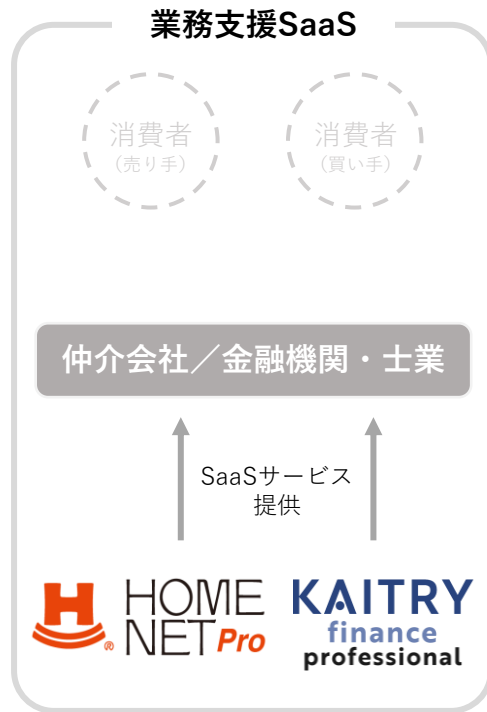 業務支援SaaS
消費者
（売り手）
消費者
（買い手）
仲介会社／金融機関・士業
SaaSサービス
提供
H
®
HOME
NET Pro
KAITRY
finance
professional